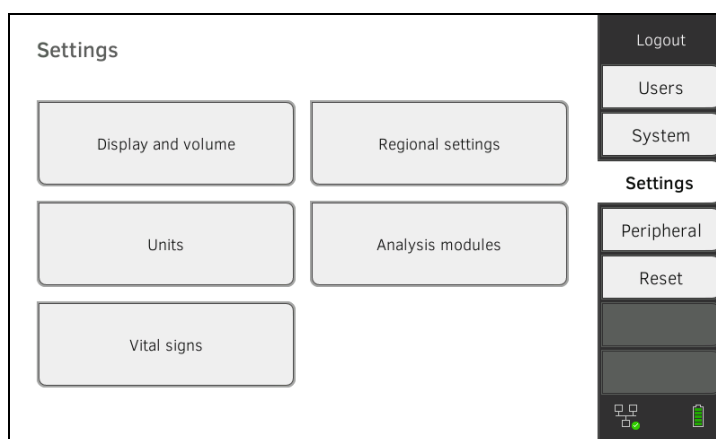 Settings
Display and volume
Regional settings
Units
Analysis modules
Vital signs
Logout
Users
System
Settings
Peripheral
Reset